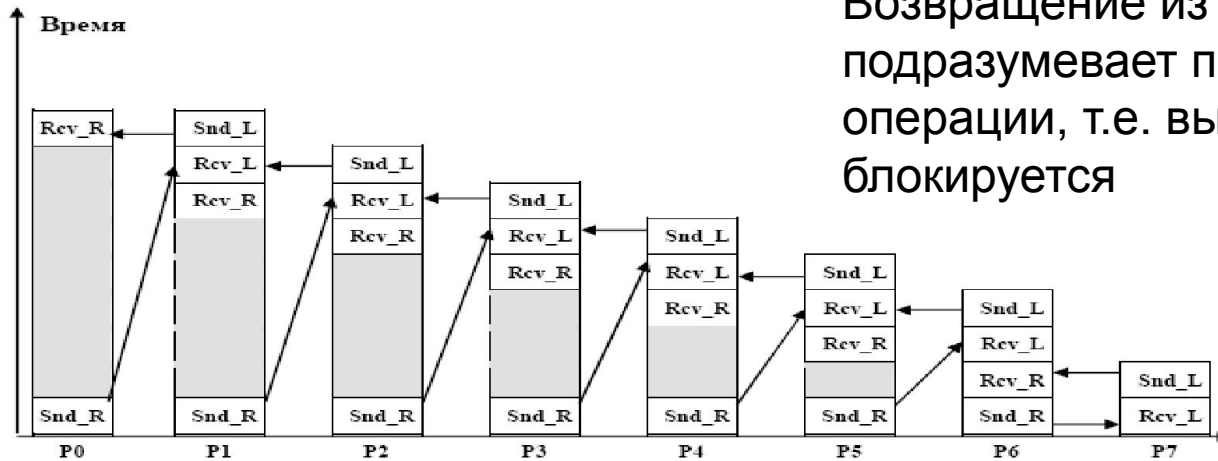 Время
Возвращение из
подразумевает п
операции, т.е. вы
блокируется
Rcv_R Snd_L
Rcv_L Snd_L
Rcv_R Rcv_L Snd_L
Rcv_R Rcv_L Snd_L
Rcv_R Rcv_L Snd_L
Rcv_R Rcv_L Snd_L
Rcv_R Rcv_L
Rcv_R Snd_L
Snd_R Snd_R Snd_R Snd_R Snd_R Snd_R Snd_R Rcv_L
P0 P1 P2 P3 P4 P5 P6 P7